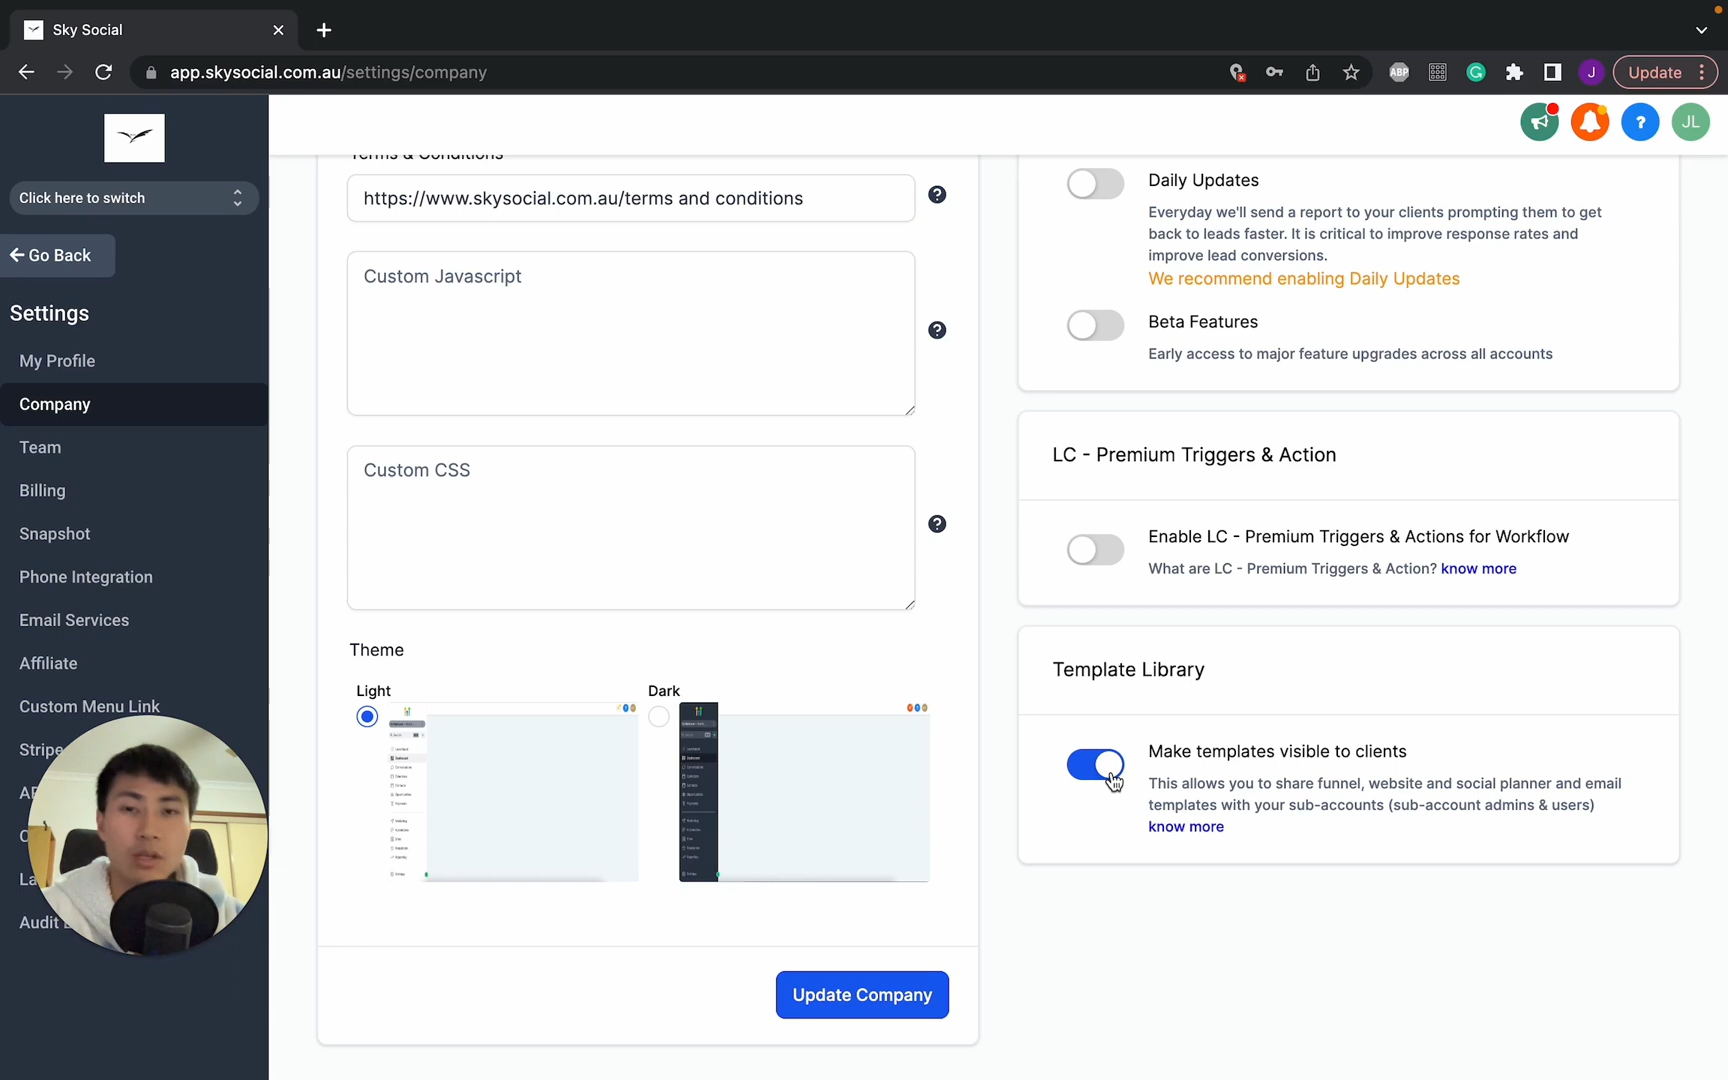 Sky Social
app.skysocial.com.au/settings/company
ABP
J
Update
Click here to switch
Go Back
Settings
My Profile
Company
Team
Billing
Snapshot
Phone Integration
Email Services
Affiliate
Custom Menu Link
Stripe
Audit
?
JL
Terms & Conditions
https://www.skysocial.com.au/terms and conditions
?
Custom Javascript
?
Custom CSS
?
Theme
Light
Dark
Update Company
Daily Updates
Everyday we'll send a report to your clients prompting them to get
back to leads faster. It is critical to improve response rates and
improve lead conversions.
We recommend enabling Daily Updates
Beta Features
Early access to major feature upgrades across all accounts
LC - Premium Triggers & Action
Enable LC - Premium Triggers & Actions for Workflow
What are LC - Premium Triggers & Action? know more
Template Library
Make templates visible to clients
This allows you to share funnel, website and social planner and email
templates with your sub-accounts (sub-account admins & users)
know more